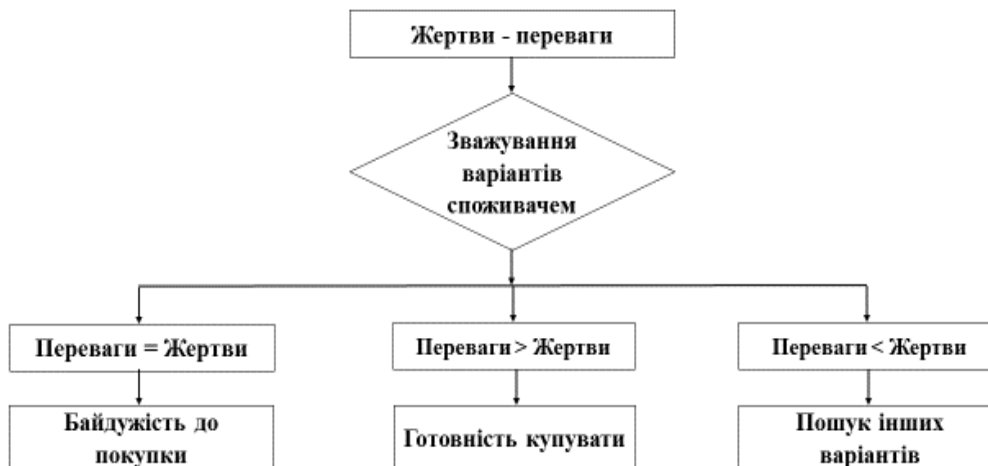 Жертви - переваги
Зважування
варіантів
споживачем
Переваги = Жертви
Переваги > Жертви
Переваги < Жертви
Байдужість до
покупки
Готовність купувати
Пошук інших
варіантів